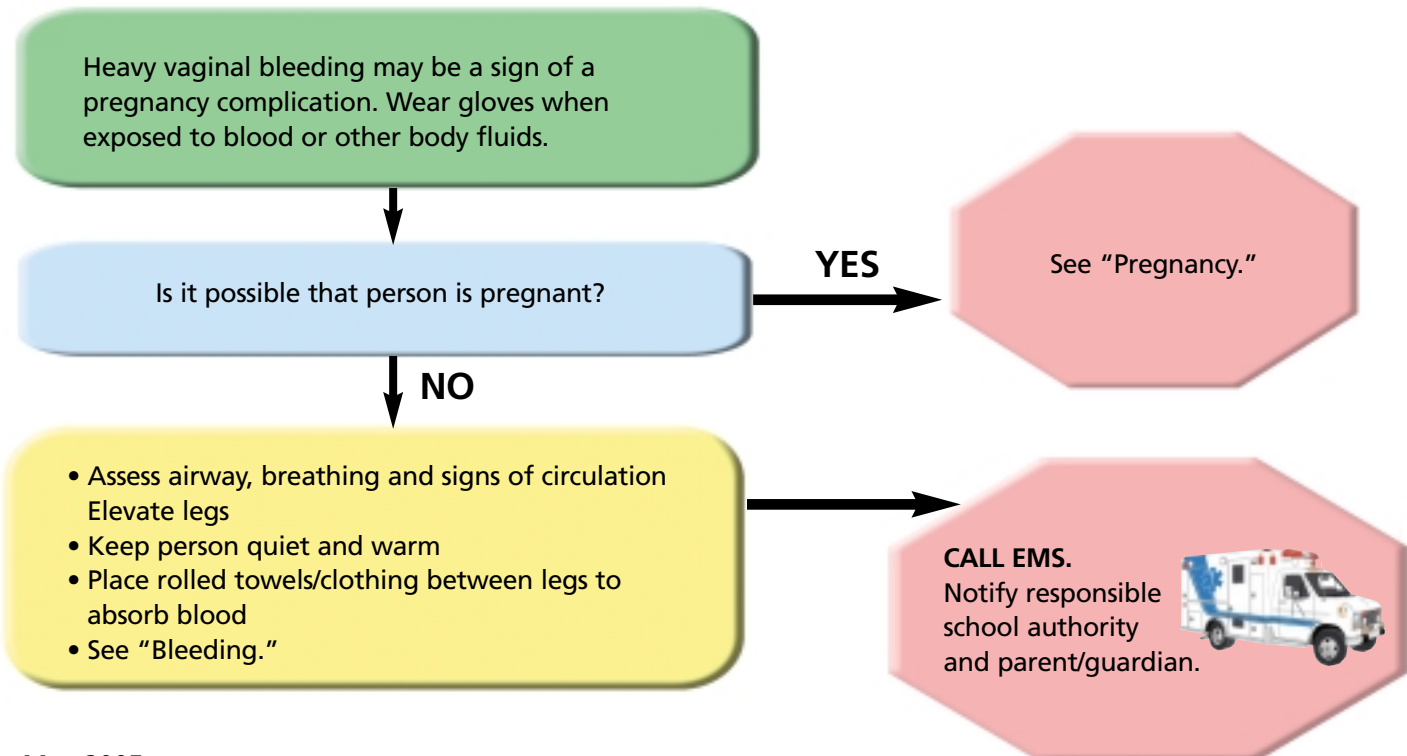 Heavy vaginal bleeding may be a sign of a
pregnancy complication. Wear gloves when
exposed to blood or other body fluids.
Is it possible that person is pregnant?
YES
See “Pregnancy.”
NO
• Assess airway, breathing and signs of circulation
Elevate legs
• Keep person quiet and warm
• Place rolled towels/clothing between legs to
absorb blood
• See “Bleeding.”
CALL EMS.
Notify responsible
school authority
and parent/guardian.